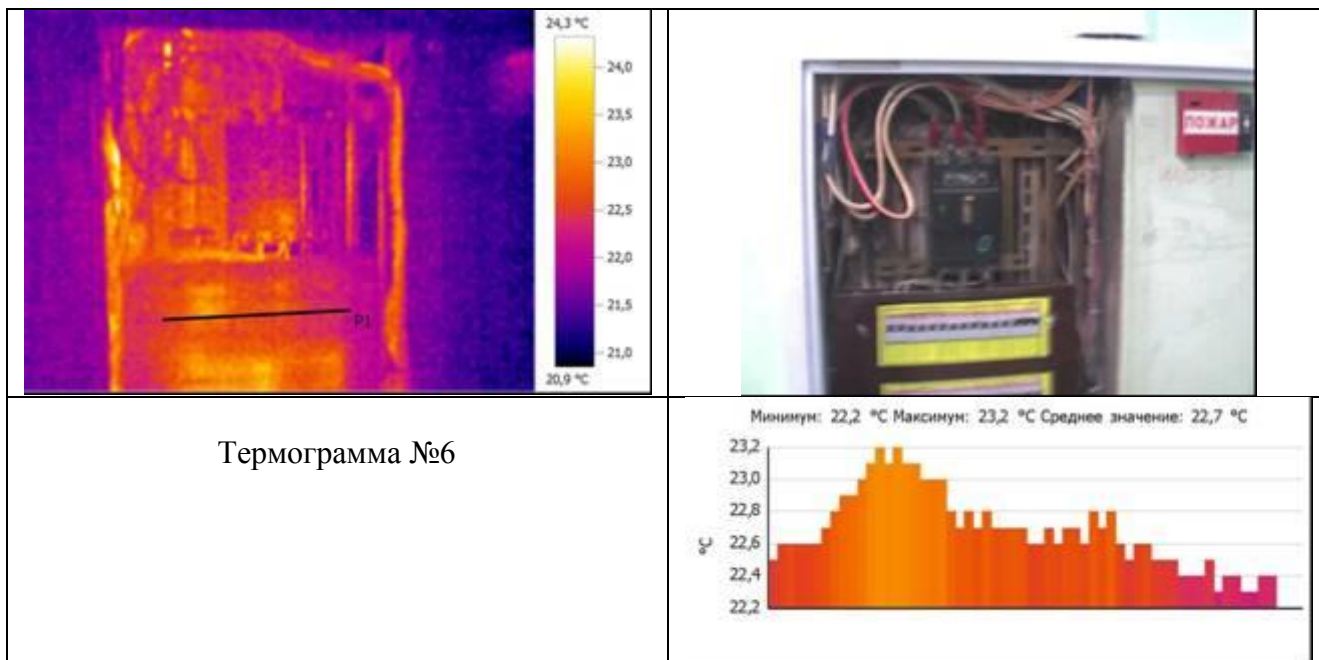 24,3 °C
24,0
23,5
23,0
22,5
22,0
21,5
21,0
20,9 °C
P1
ПОЖАР
Термограмма №6
Минимум: 22,2 °C Максимум: 23,2 °C Среднее значение: 22,7 °C
23,2
23,0
22,8
22,6
22,4
22,2
°C